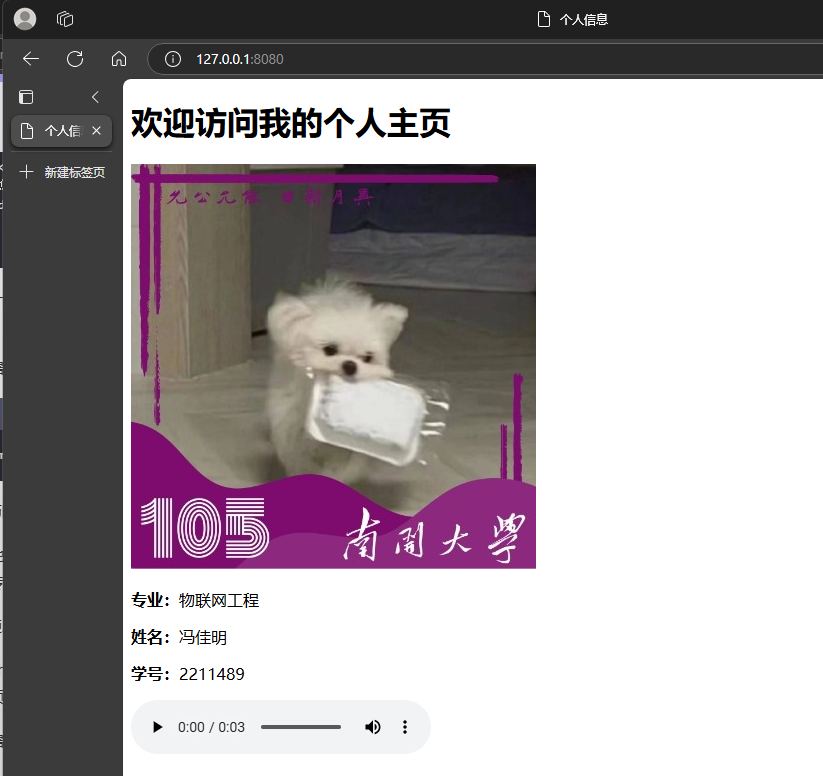 个人信息
127.0.0.1:8080
个人信
新建标签页
欢迎访问我的个人主页
允公允能 日新月異
105
南開大學
专业：物联网工程
姓名：冯佳明
学号：2211489
0:00 / 0:03